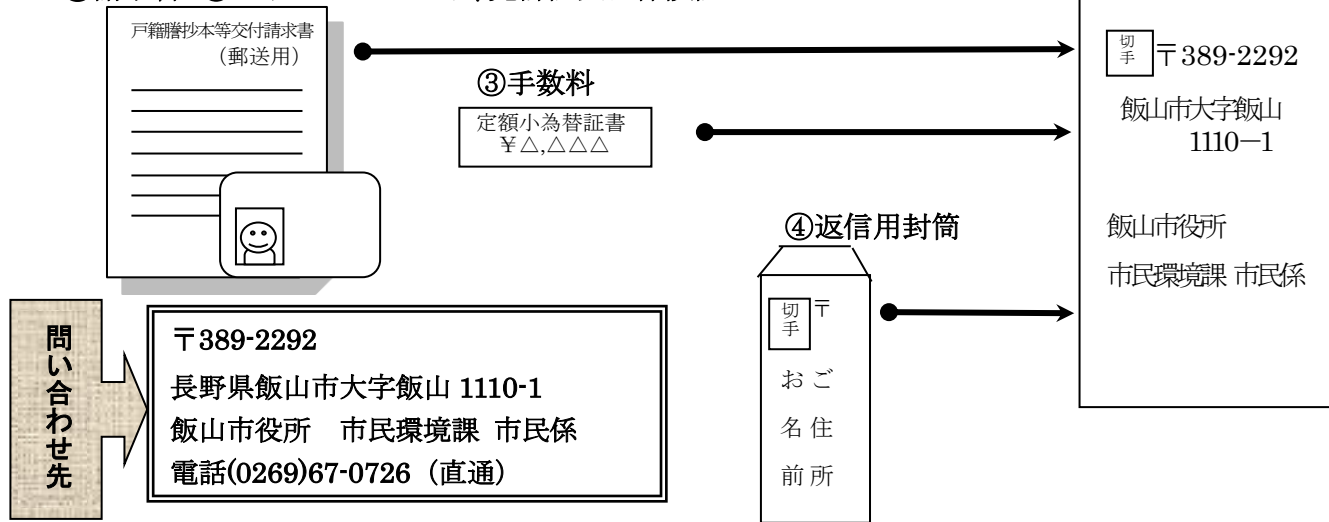 戸籍謄抄本等交付請求書
（郵送用）
③手数料
定額小為替証書
￥△,△△△
④返信用封筒
切手
〒
ご住所
お名前
切手
〒389-2292
飯山市大字飯山
1110－1
飯山市役所
市民環境課 市民係
問い合わせ先
〒389-2292
長野県飯山市大字飯山 1110-1
飯山市役所　市民環境課 市民係
電話(0269)67-0726（直通）